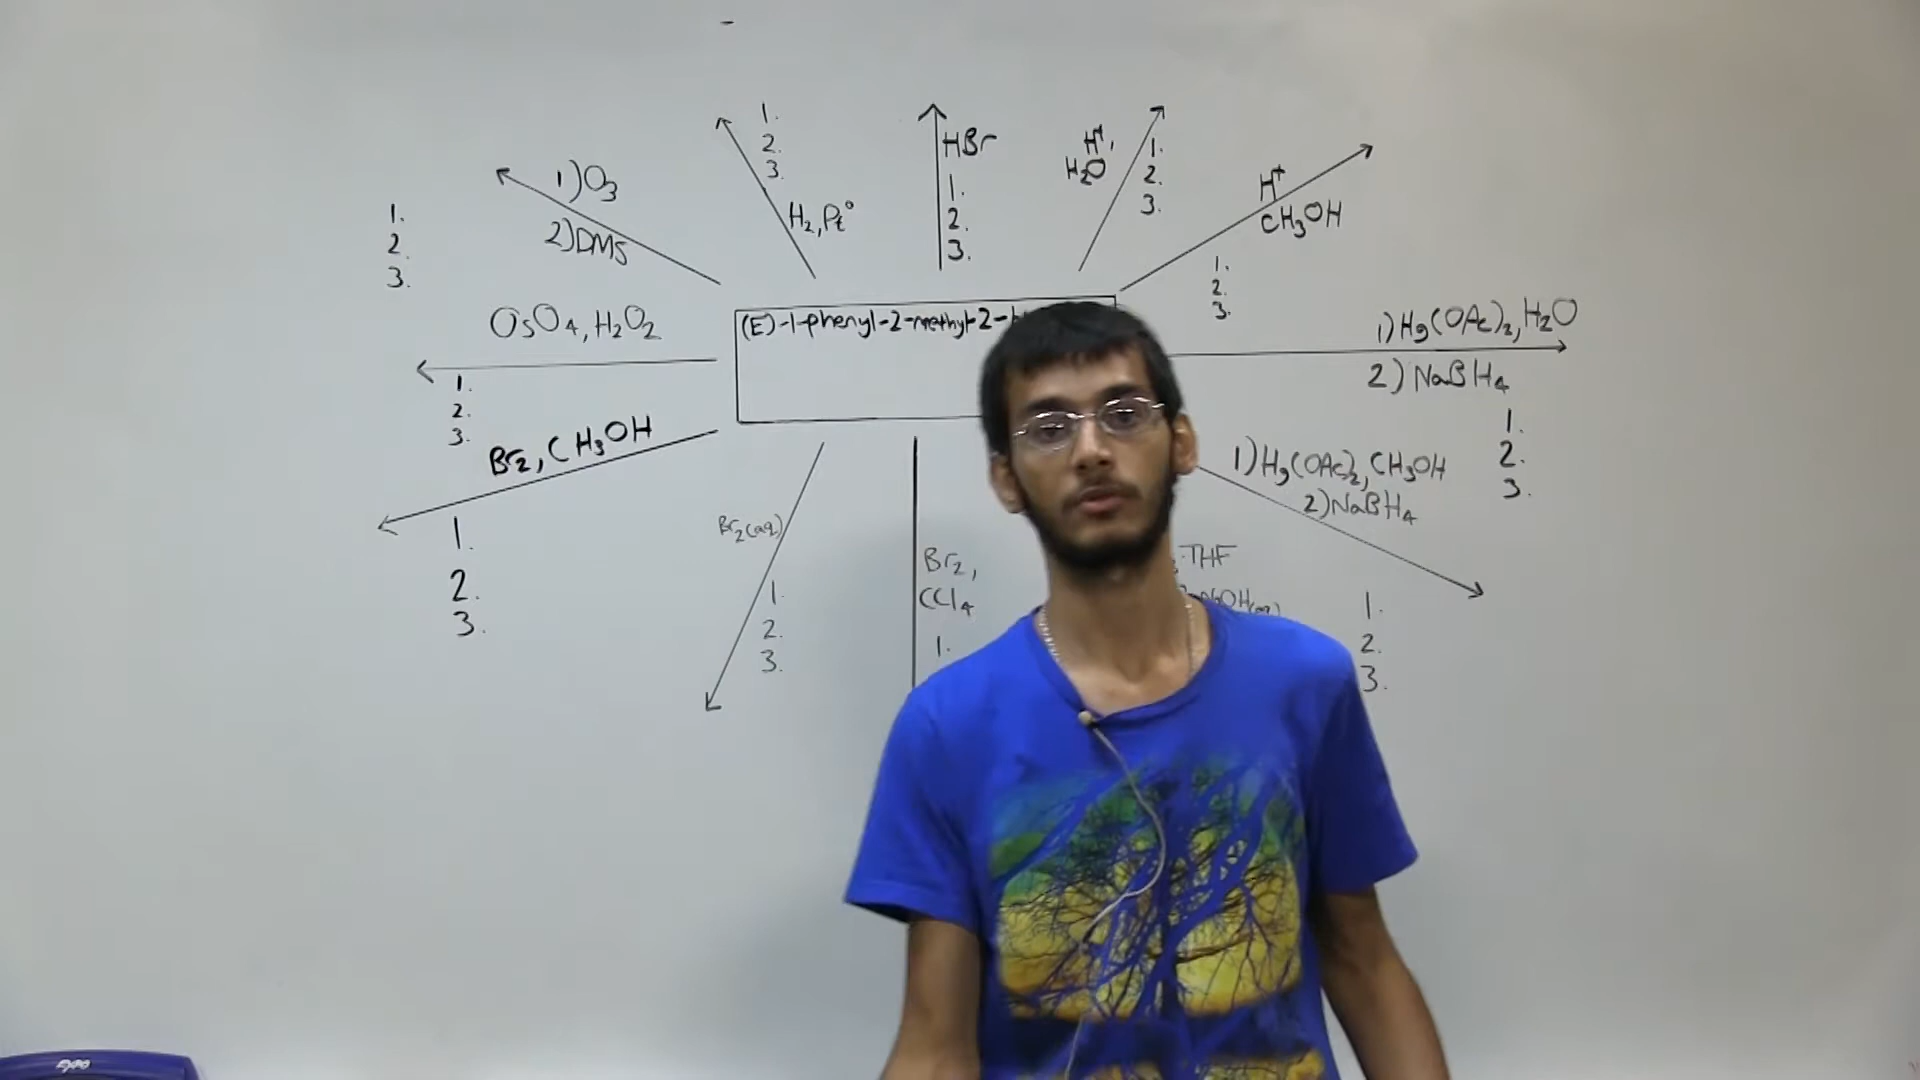 1.
2.
3.
1)O3
2)DMS
1.
2.
3.
H2, Pt°
HBr
1.
2.
3.
H+,
H2O
1.
2.
3.
H+
CH3OH
1.
2.
3.
1)Hg(OAc)2, H2O
2)NaBH4
1.
2.
3.
(E)-1-phenyl-2-methyl-2-
OsO4, H2O2
1.
2.
3.
Br2, CH3OH
1.
2.
3.
Br2(aq)
1.
2.
3.
Br2,
CCl4
1.
THF
OH(aq)
1)Hg(OAc)2, CH3OH
2)NaBH4
1.
2.
3.
expo